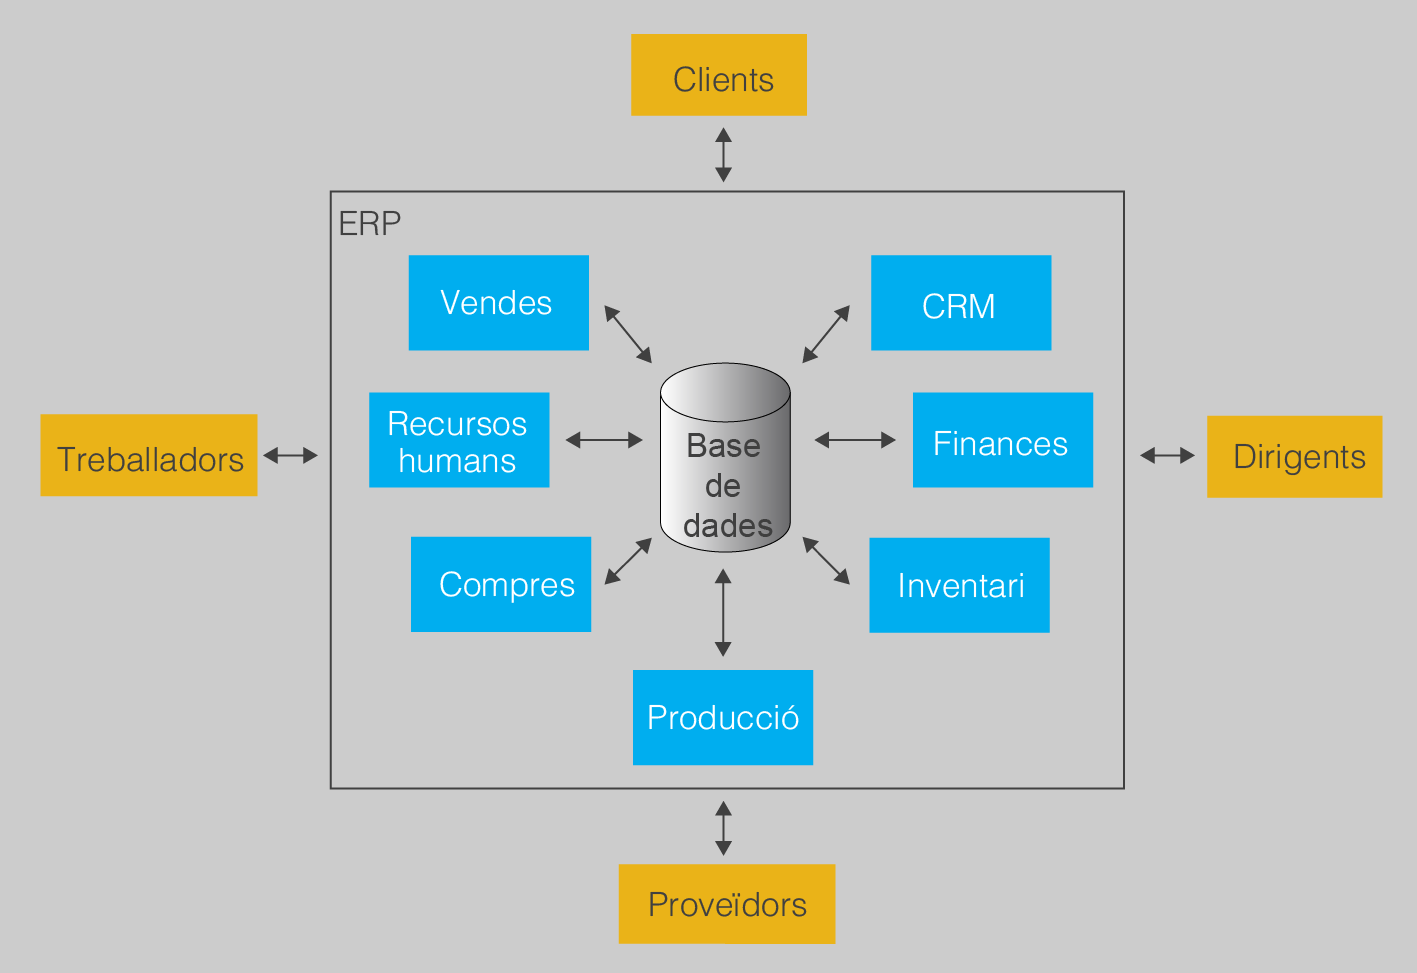 Clients
ERP
Vendes
CRM
Recursos
humans
Base
de
dades
Finances
Treballadors
Dirigents
Compres
Inventari
Producció
Proveïdors